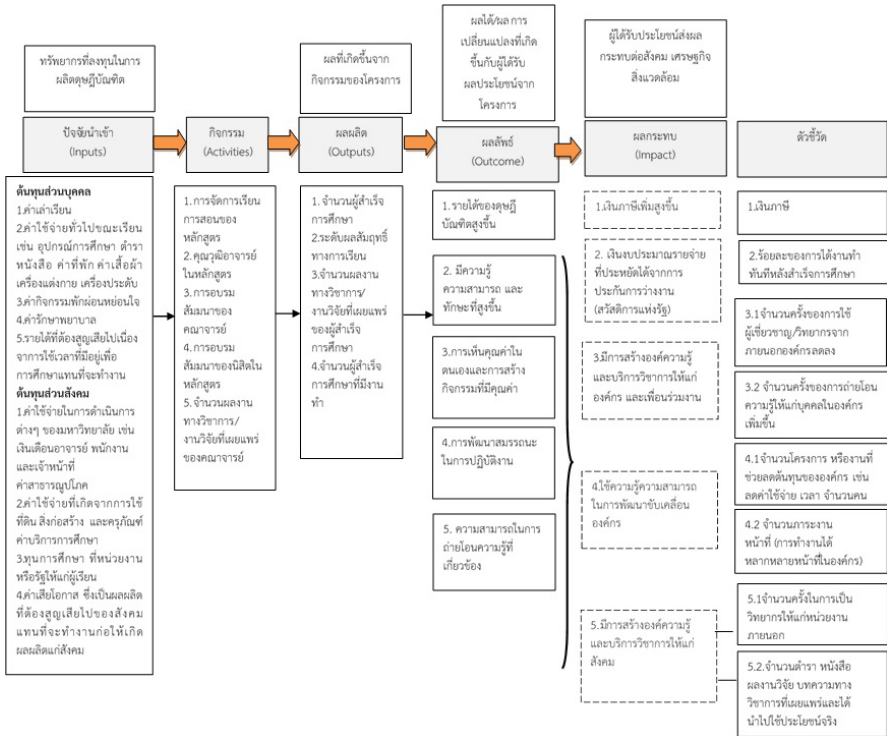 ทรัพยากรที่ลงทุนในการ
ผลิตดุษฎีบัณฑิต
ผลที่เกิดขึ้นจาก
กิจกรรมของโครงการ
ผลได้/ผล การ
เปลี่ยนแปลงที่เกิด
ขึ้นกับผู้ได้รับ
ผลประโยชน์จาก
โครงการ
ผู้ได้รับประโยชน์ส่งผล
กระทบต่อสังคม เศรษฐกิจ
สิ่งแวดล้อม
ปัจจัยนำเข้า
(Inputs)
กิจกรรม
(Activities)
ผลผลิต
(Outputs)
ผลลัพธ์
(Outcome)
ผลกระทบ
(Impact)
ตัวชี้วัด
ต้นทุนส่วนบุคคล
1.ค่าเล่าเรียน
2.ค่าใช้จ่ายทั่วไปขณะเรียน
เช่น อุปกรณ์การศึกษา ตำรา
หนังสือ ค่าที่พัก ค่าเสื้อผ้า
เครื่องแต่งกาย เครื่องประดับ
3.ค่ากิจกรรมพักผ่อนหย่อนใจ
4.ค่ารักษาพยาบาล
5.รายได้ที่ต้องสูญเสียไปเนื่อง
จากการใช้เวลาที่มีอยู่เพื่อ
การศึกษาแทนที่จะทำงาน
ต้นทุนส่วนสังคม
1.ค่าใช้จ่ายในการดำเนินการ
ต่างๆ ของมหาวิทยาลัย เช่น
เงินเดือนอาจารย์ พนักงาน
และเจ้าหน้าที่
ค่าสาธารณูปโภค
2.ค่าใช้จ่ายที่เกิดจากการใช้
ที่ดิน สิ่งก่อสร้าง และครุภัณฑ์
ค่าบริการการศึกษา
3.ทุนการศึกษา ที่หน่วยงาน
หรือรัฐให้แก่ผู้เรียน
4.ค่าเสียโอกาส ซึ่งเป็นผลผลิต
ที่ต้องสูญเสียไปของสังคม
แทนที่จะทำงานก่อให้เกิด
ผลผลิตแก่สังคม
1.การจัดการเรียน
การสอนของ
หลักสูตร
2.คุณวุฒิอาจารย์
ในหลักสูตร
3.การอบรม
สัมมนาของ
คณาจารย์
4.การอบรม
สัมมนาของนิสิตใน
หลักสูตร
5.จำนวนผลงาน
ทางวิชาการ/
งานวิจัยที่เผยแพร่
ของคณาจารย์
1.จำนวนผู้สำเร็จ
การศึกษา
2.ระดับผลสัมฤทธิ์
ทางการเรียน
3.จำนวนผลงาน
ทางวิชาการ/
งานวิจัยที่เผยแพร่
ของผู้สำเร็จ
การศึกษา
4.จำนวนผู้สำเร็จ
การศึกษาที่มีงาน
ทำ
1.รายได้ของดุษฎี
บัณฑิตสูงขึ้น
2. มีความรู้
ความสามารถ และ
ทักษะที่สูงขึ้น
3.การเห็นคุณค่าใน
ตนเองและการสร้าง
กิจกรรมที่มีคุณค่า
4.การพัฒนาสมรรถนะ
ในการปฏิบัติงาน
5. ความสามารถในการ
ถ่ายโอนความรู้ที่
เกี่ยวข้อง
1.เงินภาษีเพิ่มสูงขึ้น
2. เงินงบประมาณรายจ่าย
ที่ประหยัดได้จากการ
ประกันการว่างงาน
(สวัสดิการแห่งรัฐ)
3.มีการสร้างองค์ความรู้
และบริการวิชาการให้แก่
องค์กร และเพื่อนร่วมงาน
4.ใช้ความรู้ความสามารถ
ในการพัฒนาขับเคลื่อน
องค์กร
5.มีการสร้างองค์ความรู้
และบริการวิชาการให้แก่
สังคม
1.เงินภาษี
2.ร้อยละของการได้งานทำ
ทันทีหลังสำเร็จการศึกษา
3.1จำนวนครั้งของการใช้
ผู้เชี่ยวชาญ/วิทยากรจาก
ภายนอกองค์กรลดลง
3.2 จำนวนครั้งของการถ่ายโอน
ความรู้ให้แก่บุคคลในองค์กร
เพิ่มขึ้น
4.1จำนวนโครงการ หรืองานที่
ช่วยลดต้นทุนขององค์กร เช่น
ลดค่าใช้จ่าย เวลา จำนวนคน
4.2 จำนวนภาระงาน
หน้าที่ (การทำงานได้
หลากหลายหน้าที่ในองค์กร)
5.1จำนวนครั้งในการเป็น
วิทยากรให้แก่หน่วยงาน
ภายนอก
5.2.จำนวนตำรา หนังสือ
ผลงานวิจัย บทความทาง
วิชาการที่เผยแพร่และได้
นำไปใช้ประโยชน์จริง